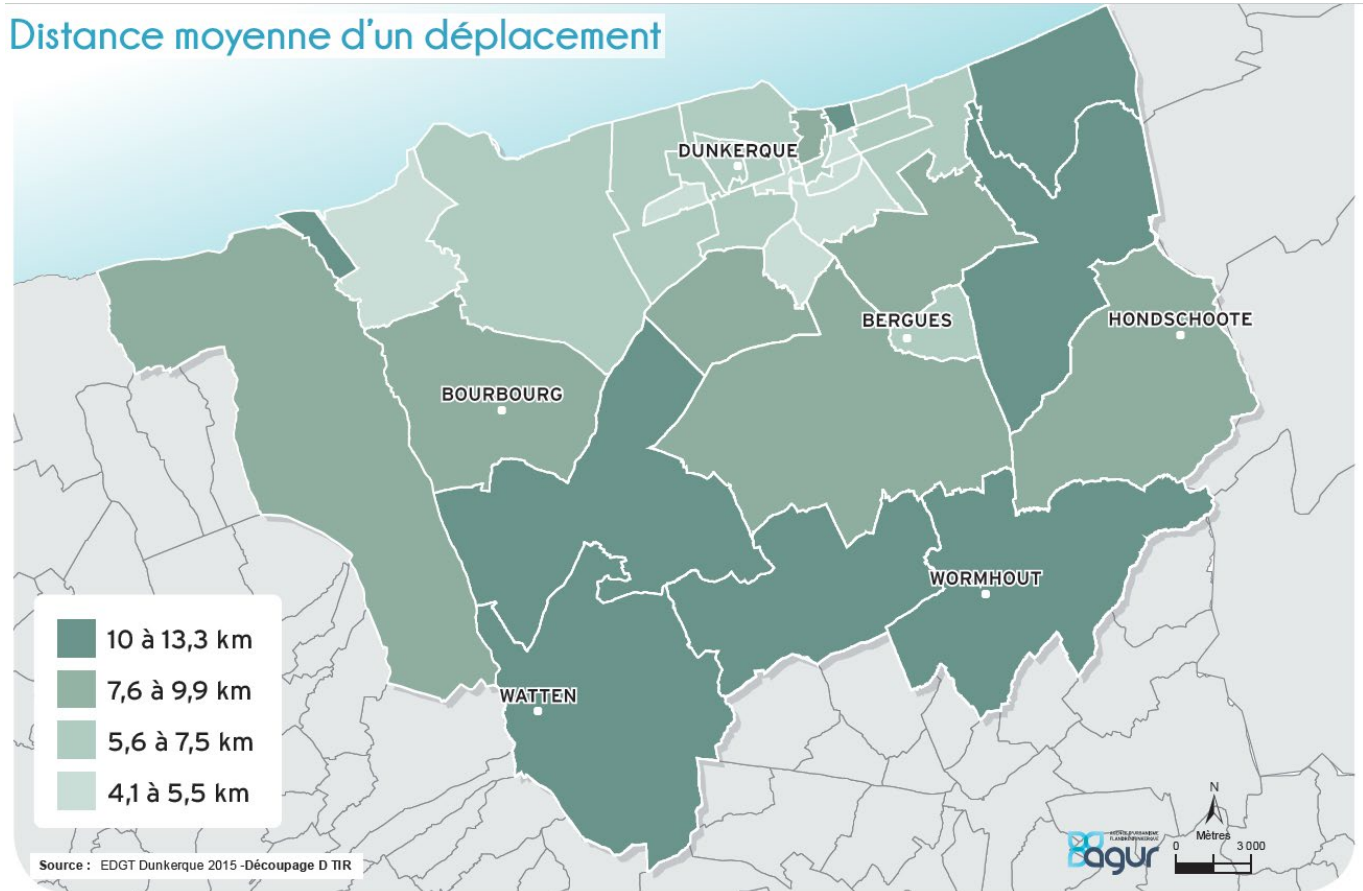 Distance moyenne d'un déplacement
DUNKERQUE
BERGUES
HONDSCHOOTE
BOURBOURG
WORMHOUT
WATTEN
10 à 13,3 km
7,6 à 9,9 km
5,6 à 7,5 km
4,1 à 5,5 km
Source : EDGT Dunkerque 2015 -Découpage D TIR
agur
N
Mètres
0 3 000